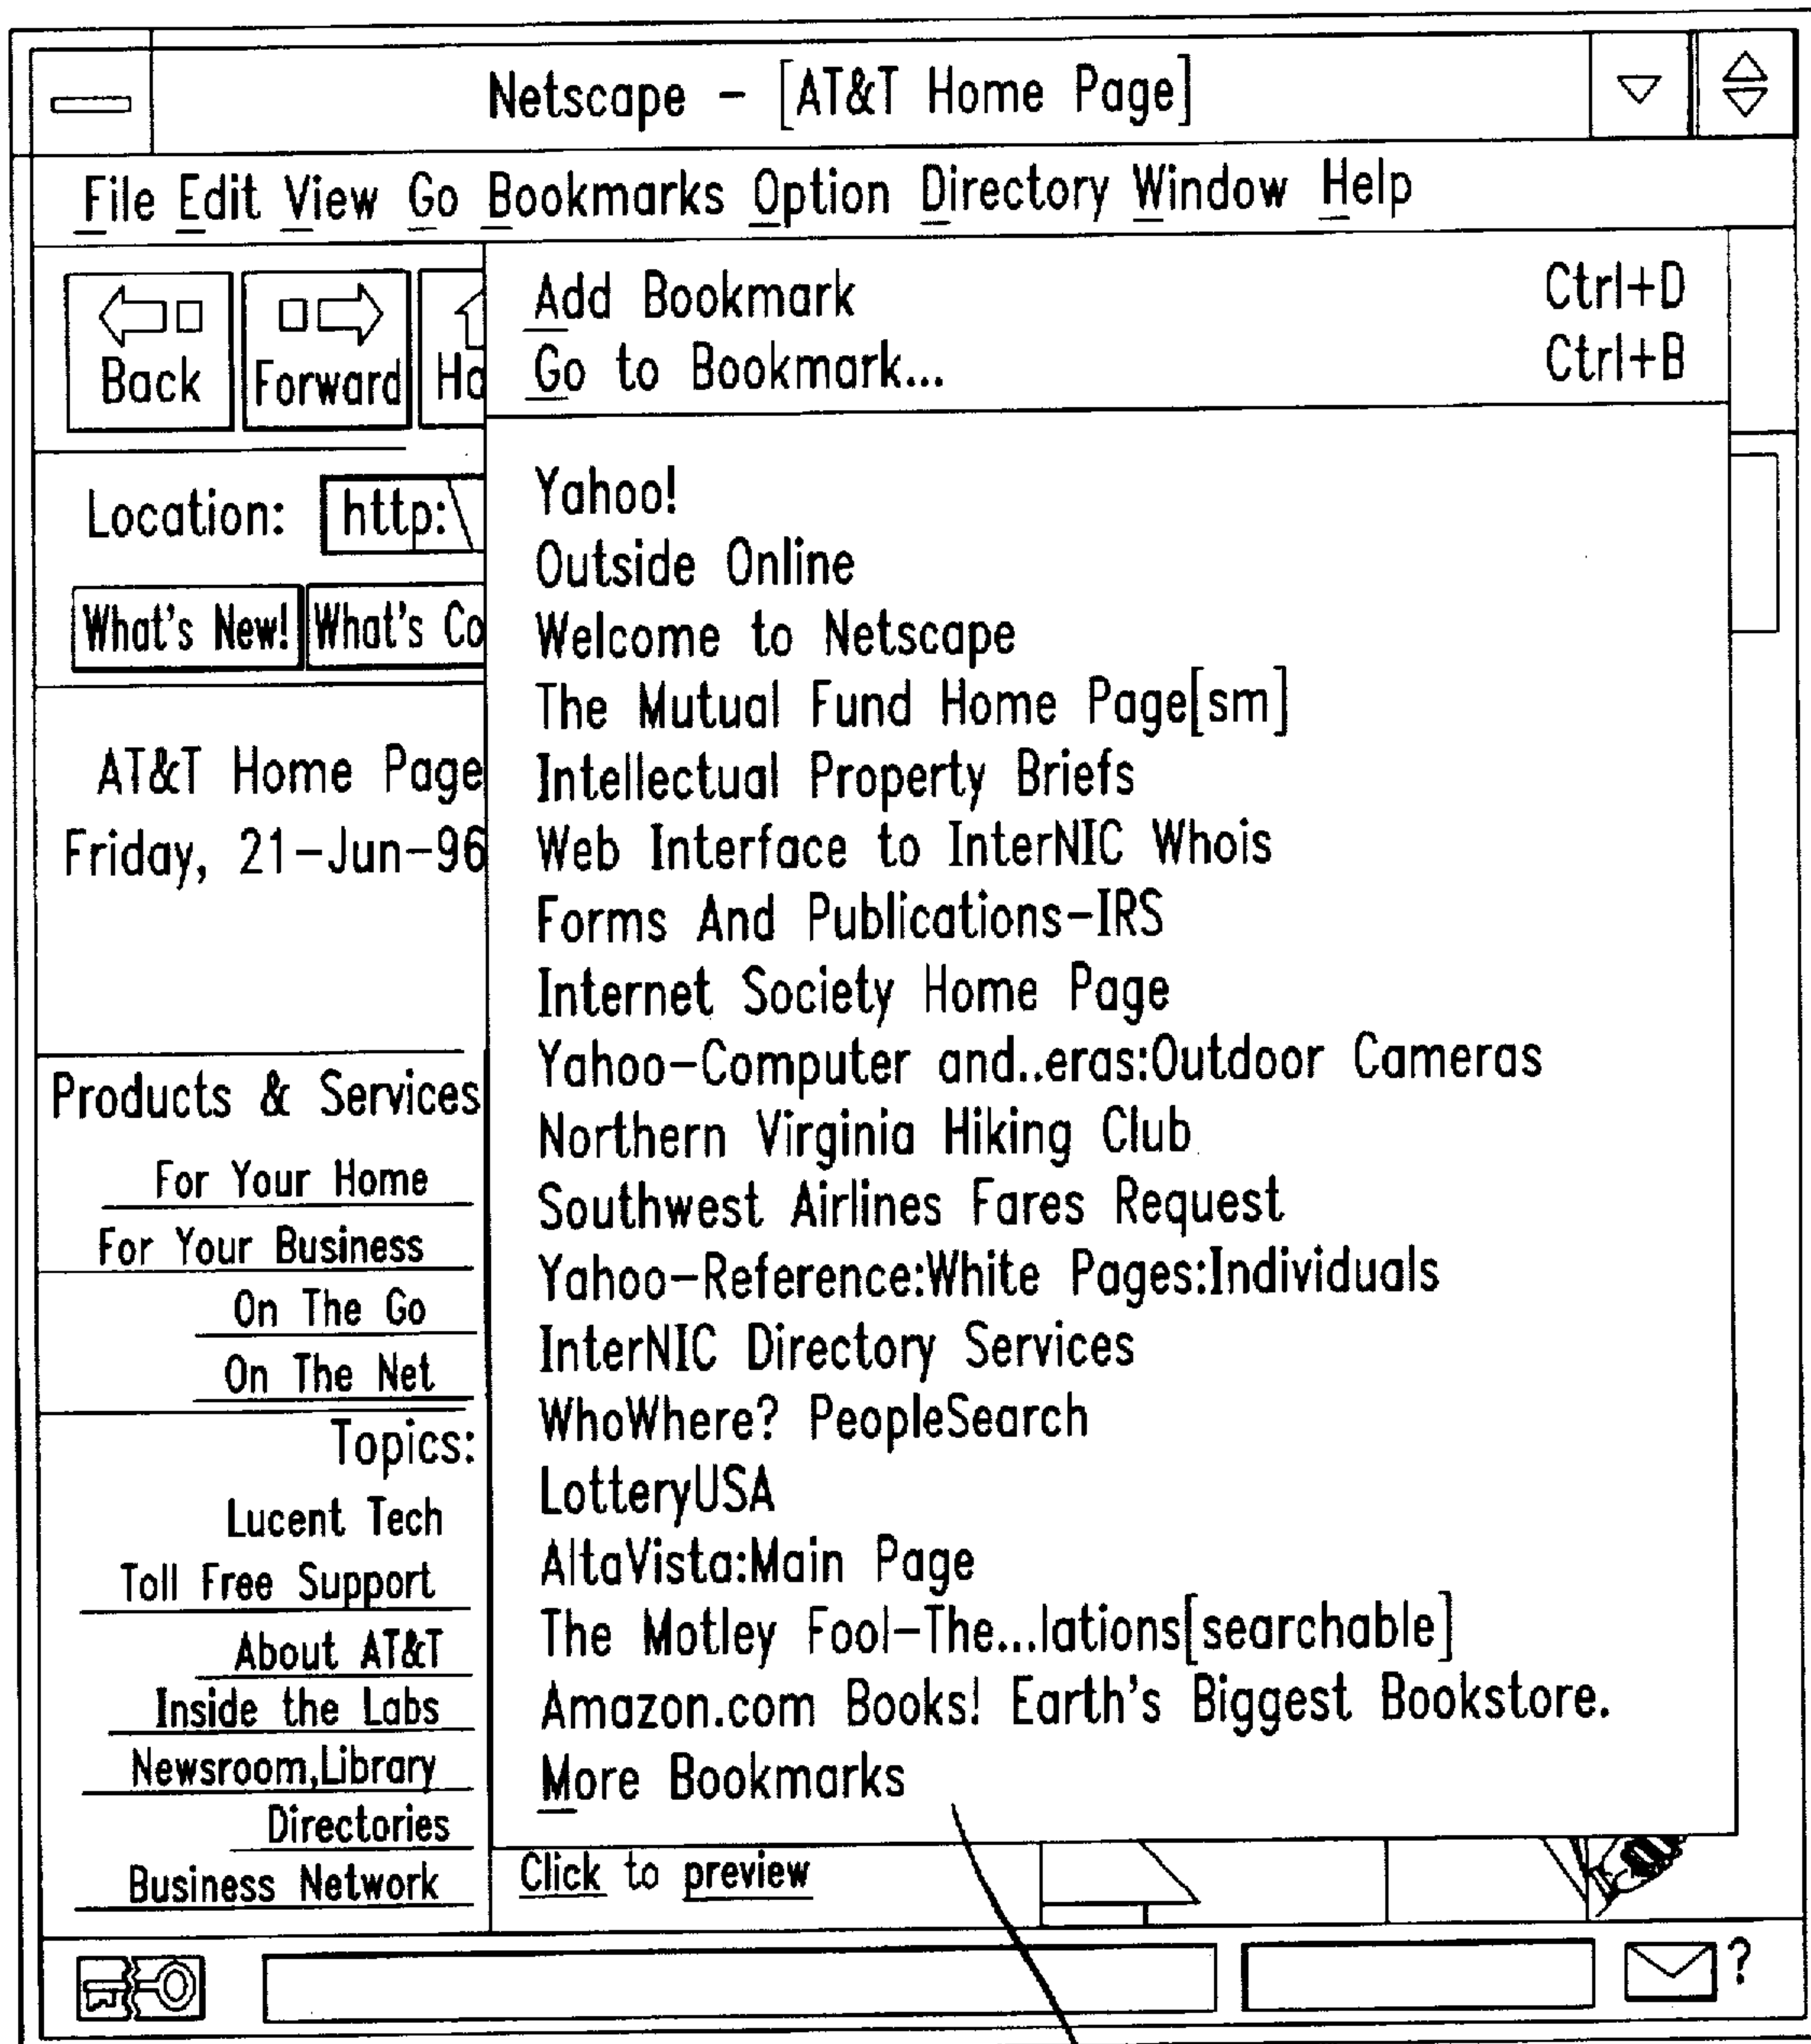 Netscape – [AT&T Home Page]
File Edit View Go Bookmarks Option Directory Window Help
Back Forward Ho
Add Bookmark Ctrl+D
Go to Bookmark... Ctrl+B
Location: http:\
What's New! What's Co
AT&T Home Page
Friday, 21–Jun–96
Products & Services
For Your Home
For Your Business
On The Go
On The Net
Topics:
Lucent Tech
Toll Free Support
About AT&T
Inside the Labs
Newsroom,Library
Directories
Business Network
Yahoo!
Outside Online
Welcome to Netscape
The Mutual Fund Home Page[sm]
Intellectual Property Briefs
Web Interface to InterNIC Whois
Forms And Publications–IRS
Internet Society Home Page
Yahoo–Computer and..eras:Outdoor Cameras
Northern Virginia Hiking Club
Southwest Airlines Fares Request
Yahoo–Reference:White Pages:Individuals
InterNIC Directory Services
WhoWhere? PeopleSearch
LotteryUSA
AltaVista:Main Page
The Motley Fool–The...lations[searchable]
Amazon.com Books! Earth's Biggest Bookstore.
More Bookmarks
Click to preview
?